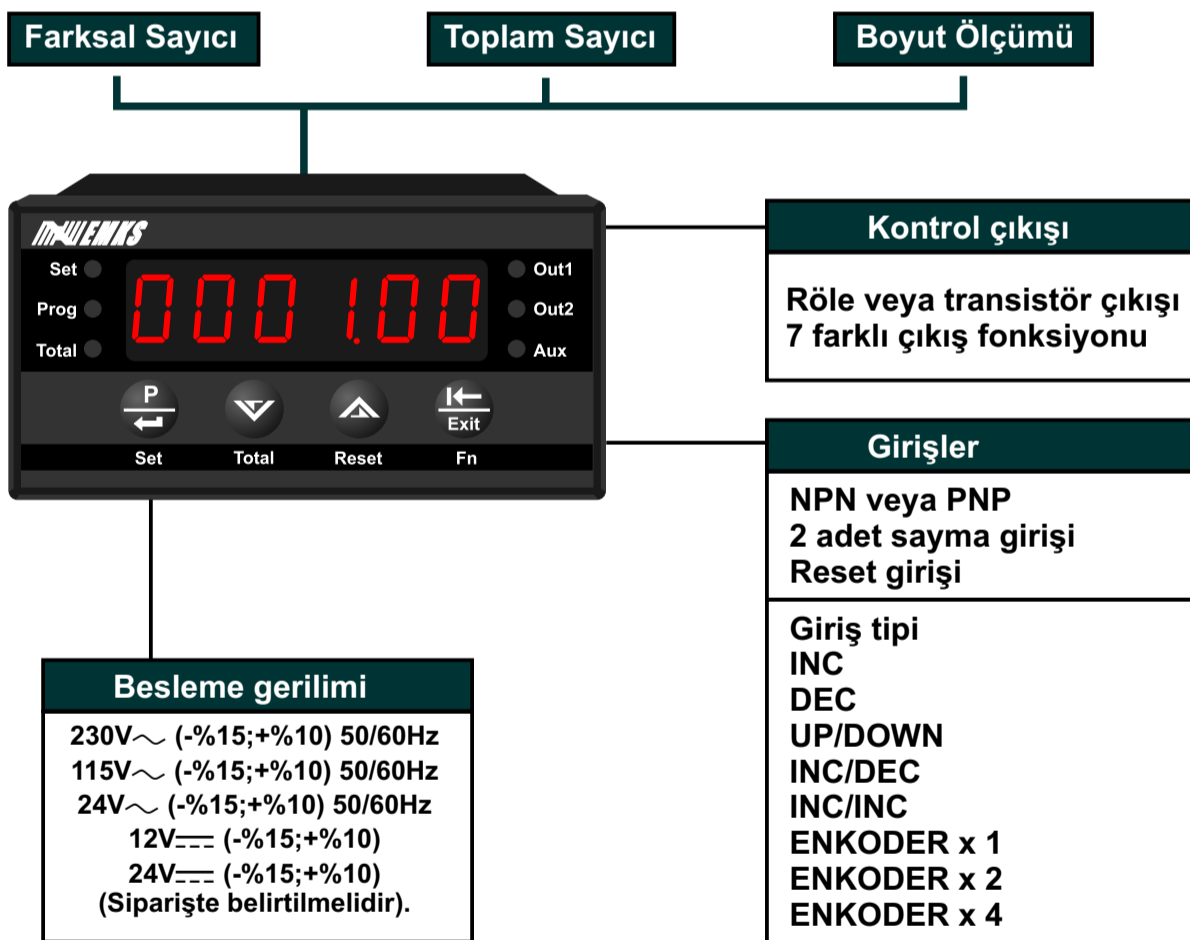 Farksal Sayıcı
Toplam Sayıcı
Boyut Ölçümü
EMKS
Set
Prog
Total
0001.00
Out1
Out2
Aux
P
Exit
Set
Total
Reset
Fn
Kontrol çıkışı
Röle veya transistör çıkışı
7 farklı çıkış fonksiyonu
Girişler
NPN veya PNP
2 adet sayma girişi
Reset girişi
Giriş tipi
INC
DEC
UP/DOWN
INC/DEC
INC/INC
ENKODER x 1
ENKODER x 2
ENKODER x 4
Besleme gerilimi
230V∼ (-%15;+%10) 50/60Hz
115V∼ (-%15;+%10) 50/60Hz
24V∼ (-%15;+%10) 50/60Hz
12V⎓ (-%15;+%10)
24V⎓ (-%15;+%10)
(Siparişte belirtilmelidir).